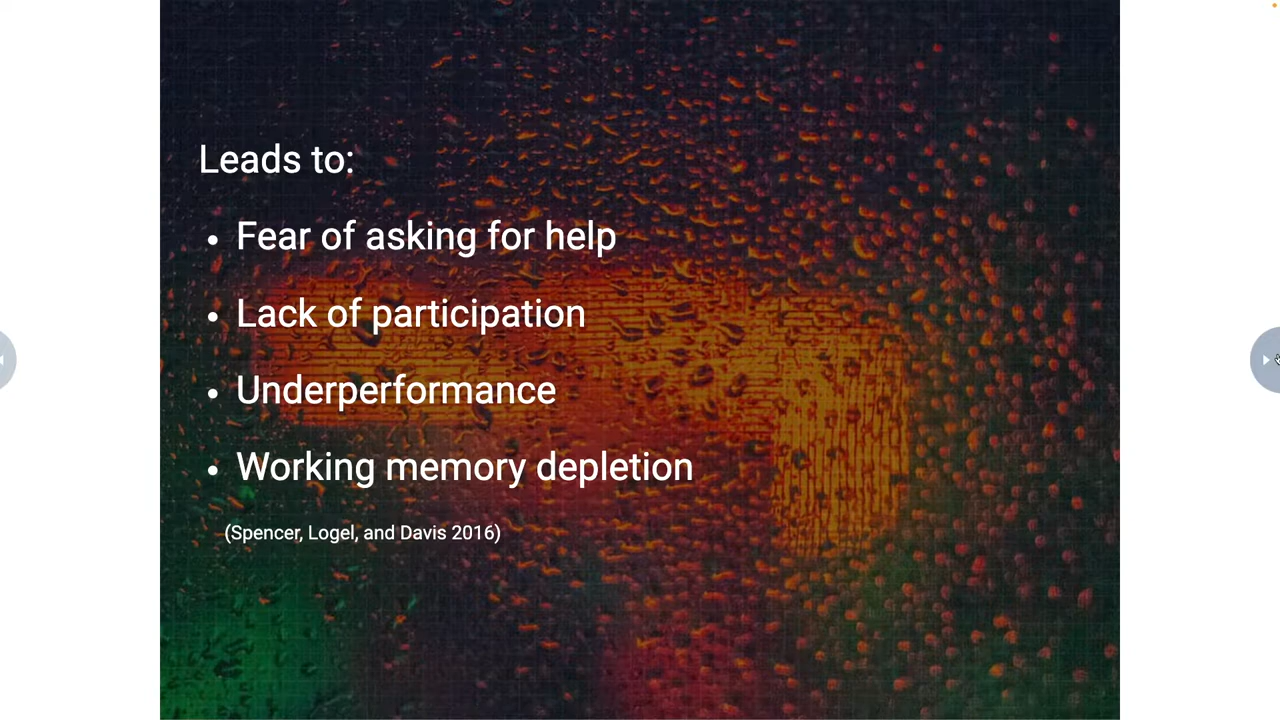 Leads to:
• Fear of asking for help
• Lack of participation
• Underperformance
• Working memory depletion
(Spencer, Logel, and Davis 2016)